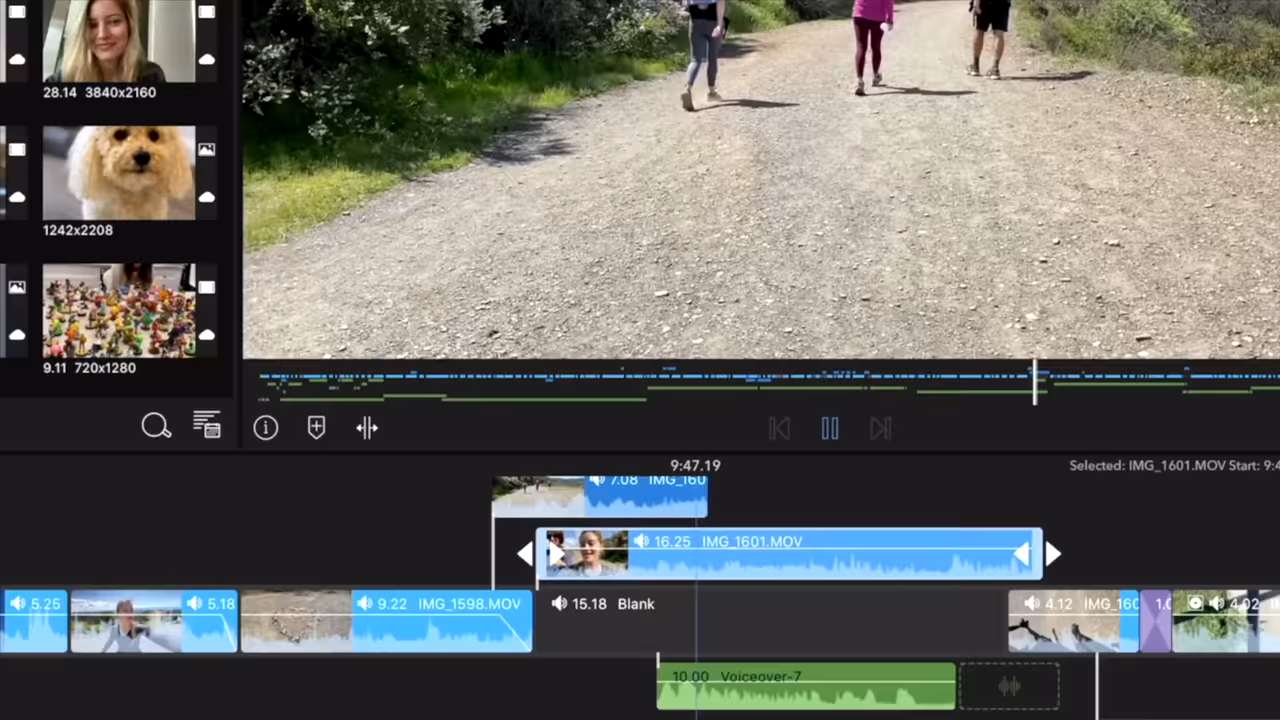 28.14 3840x2160
1242x2208
9.11 720x1280
9:47.19
Selected: IMG_1601.MOV Start: 9:4
7.08 IMG_160
16.25 IMG_1601.MOV
5.25
5.18
9.22 IMG_1598.MOV
15.18 Blank
4.12 IMG_160
1.0
4.02
10.00 Voiceover-7